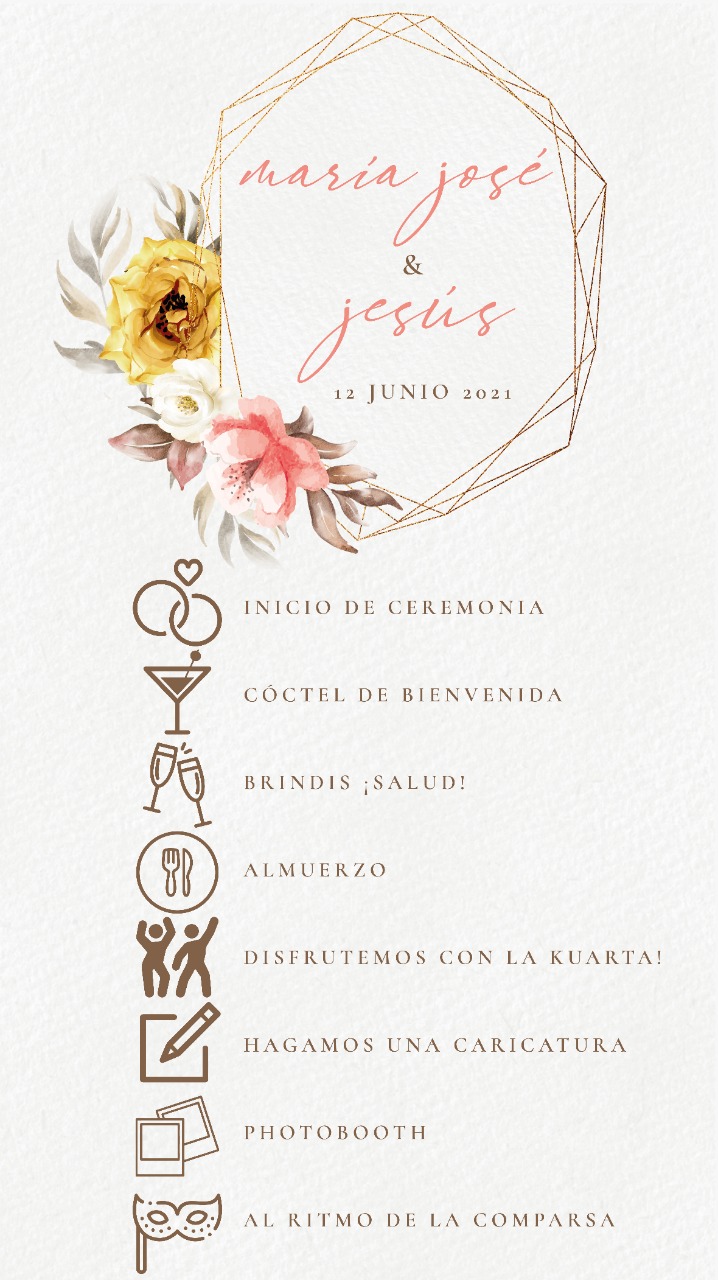 maría josé
&
jesús
12 JUNIO 2021
INICIO DE CEREMONIA
CÓCTEL DE BIENVENIDA
BRINDIS ¡SALUD!
ALMUERZO
DISFRUTEMOS CON LA KUARTA!
HAGAMOS UNA CARICATURA
PHOTOBOOTH
AL RITMO DE LA COMPARSA